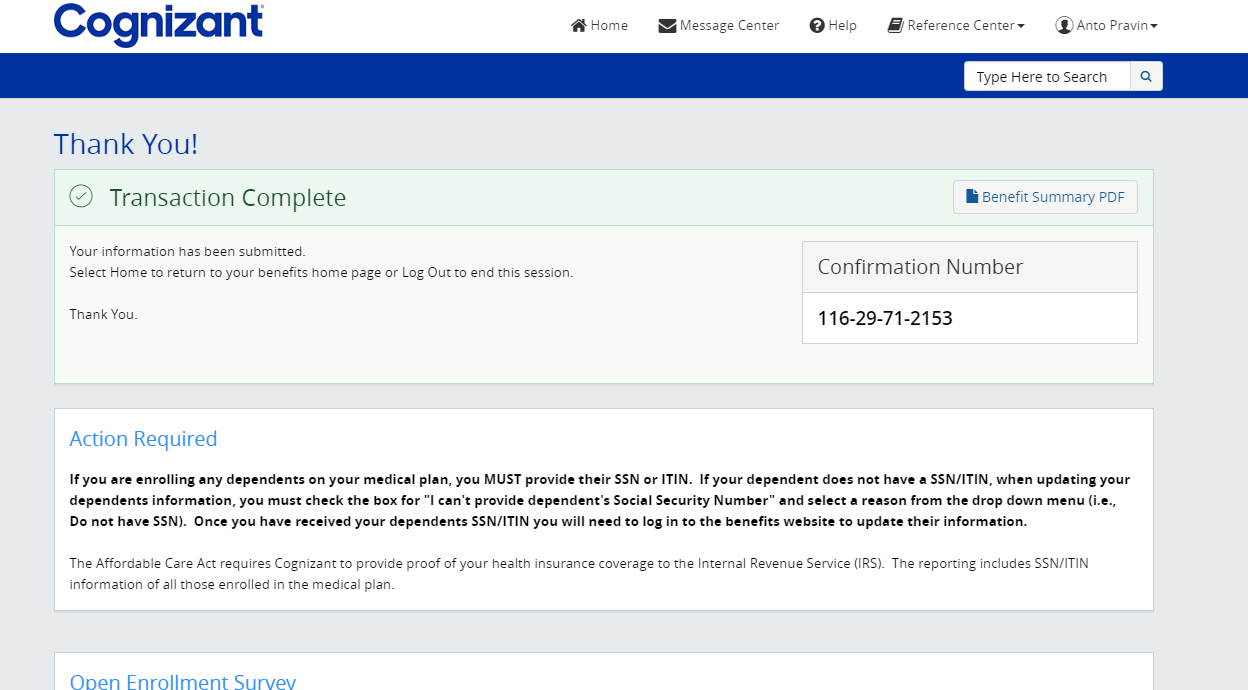 Cognizant
Home Message Center Help Reference Center Anto Pravin
Type Here to Search
Thank You!
Transaction Complete
Benefit Summary PDF
Your information has been submitted.
Select Home to return to your benefits home page or Log Out to end this session.
Thank You.
Confirmation Number
116-29-71-2153
Action Required
If you are enrolling any dependents on your medical plan, you MUST provide their SSN or ITIN.  If your dependent does not have a SSN/ITIN, when updating your
dependents information, you must check the box for "I can't provide dependent's Social Security Number" and select a reason from the drop down menu (i.e.,
Do not have SSN).  Once you have received your dependents SSN/ITIN you will need to log in to the benefits website to update their information.
The Affordable Care Act requires Cognizant to provide proof of your health insurance coverage to the Internal Revenue Service (IRS).  The reporting includes SSN/ITIN
information of all those enrolled in the medical plan.
Open Enrollment Survey